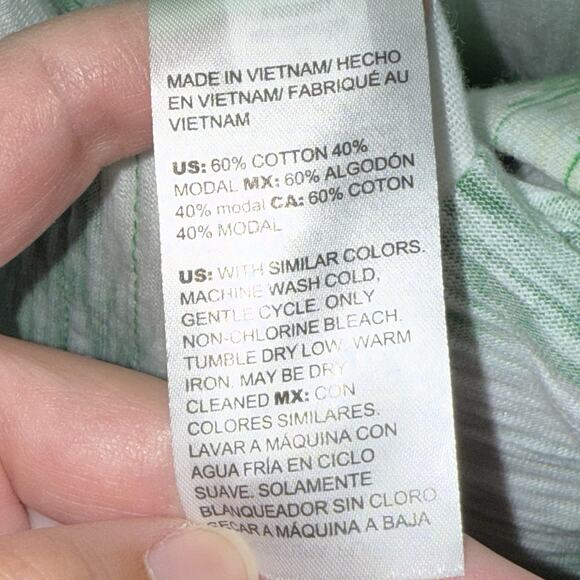 MADE IN VIETNAM/ HECHO
EN VIETNAM/ FABRIQUÉ AU
VIETNAM
US: 60% COTTON 40%
MODAL MX: 60% ALGODÓN
40% modal CA: 60% COTON
40% MODAL
US: WITH SIMILAR COLORS.
MACHINE WASH COLD,
GENTLE CYCLE. ONLY
NON-CHLORINE BLEACH.
TUMBLE DRY LOW. WARM
IRON. MAY BE DRY
CLEANED MX: CON
COLORES SIMILARES.
LAVAR A MÁQUINA CON
AGUA FRÍA EN CICLO
SUAVE. SOLAMENTE
BLANQUEADOR SIN CLORO.
SECAR A MÁQUINA A BAJA